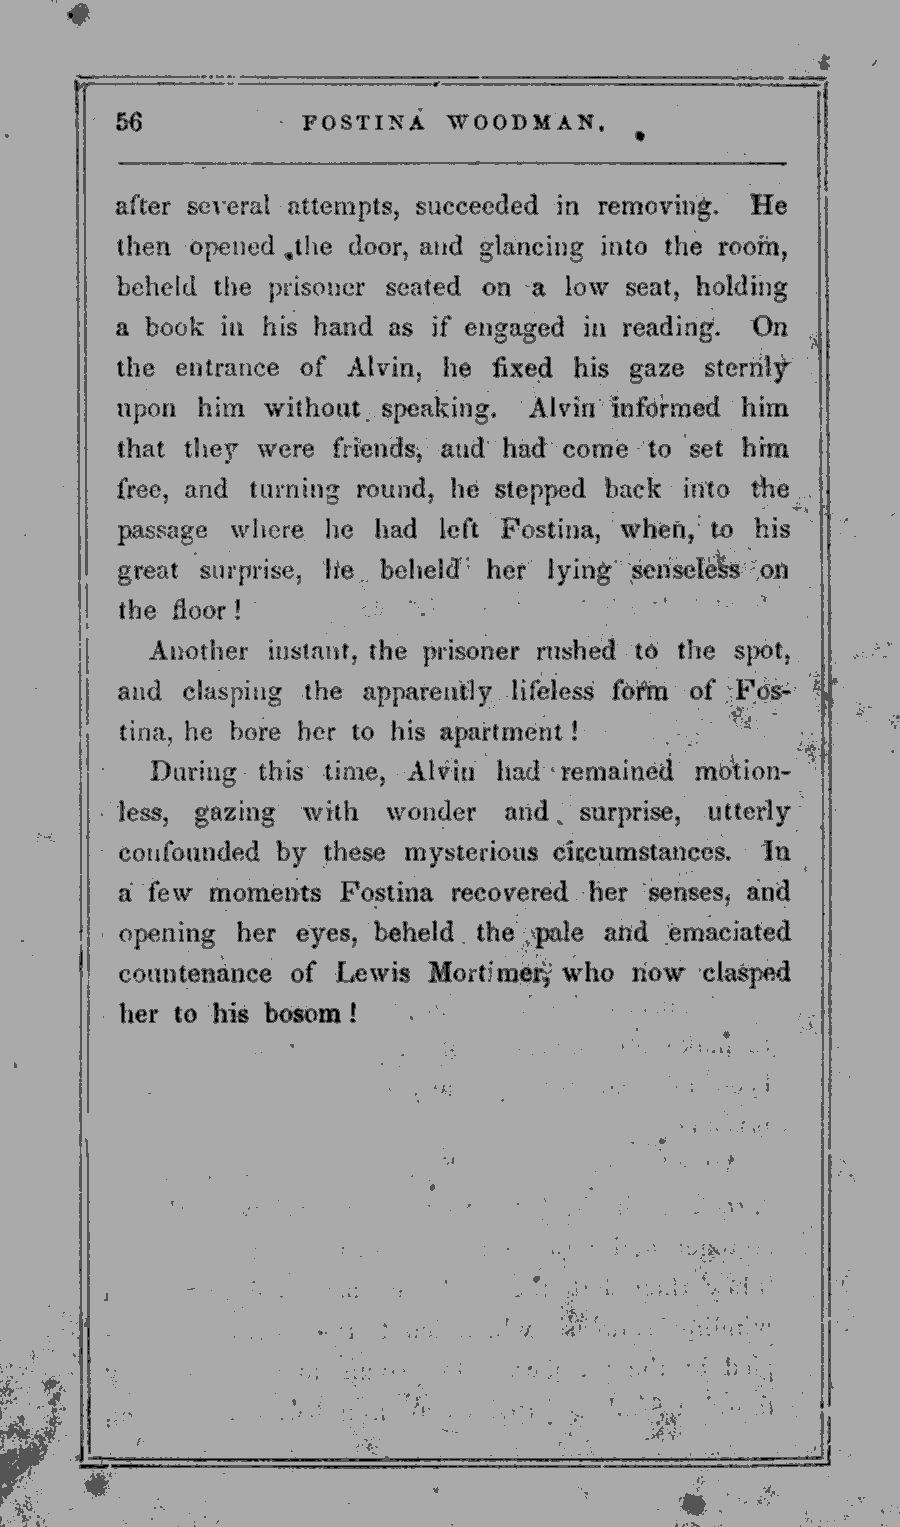 56 FOSTINA WOODMAN.
after several attempts, succeeded in removing. He
then opened the door, and glancing into the room,
beheld the prisoner seated on a low seat, holding
a book in his hand as if engaged in reading. On
the entrance of Alvin, he fixed his gaze sternly
upon him without speaking. Alvin informed him
that they were friends, and had come to set him
free, and turning round, he stepped back into the
passage where he had left Fostina, when, to his
great surprise, he beheld her lying senseless on
the floor!
Another instant, the prisoner rushed to the spot,
and clasping the apparently lifeless form of Fos-
tina, he bore her to his apartment!
During this time, Alvin had remained motion-
less, gazing with wonder and surprise, utterly
confounded by these mysterious circumstances. In
a few moments Fostina recovered her senses, and
opening her eyes, beheld the pale and emaciated
countenance of Lewis Mortimer, who now clasped
her to his bosom!